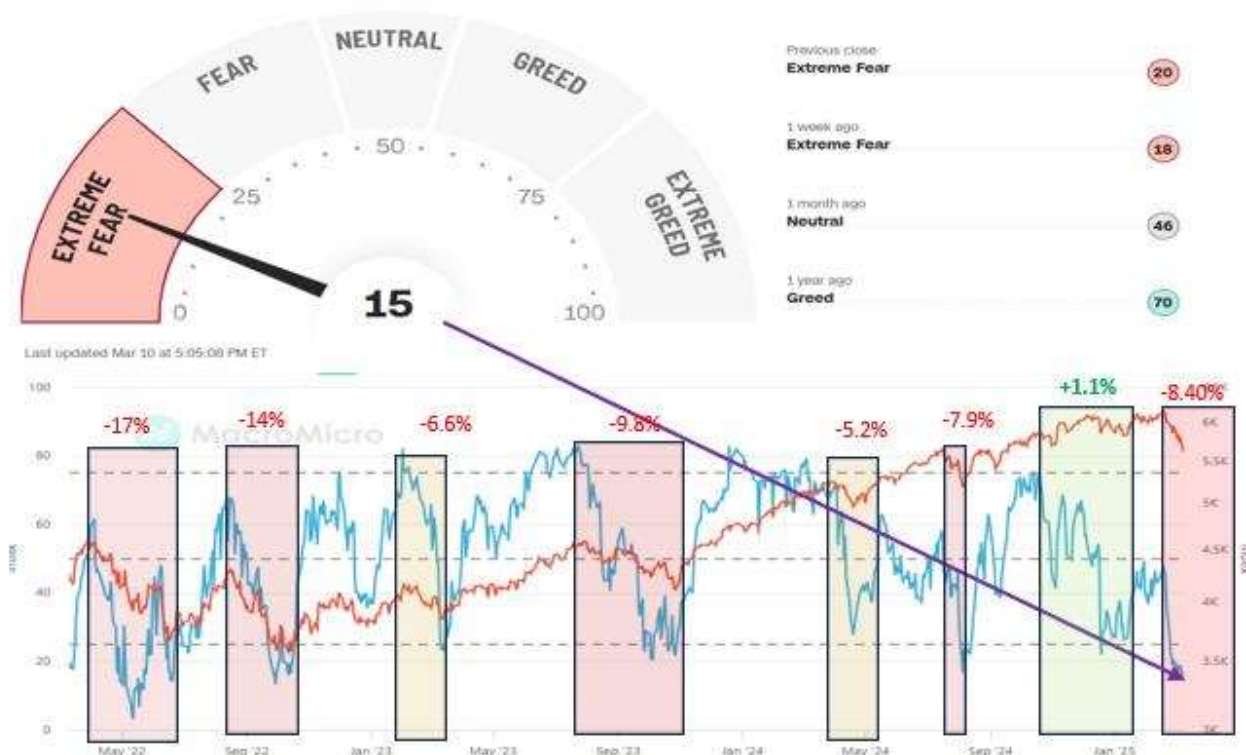 NEUTRAL
FEAR
GREED
EXTREME
FEAR
EXTREME
GREED
0
25
50
75
100
15
Previous close
Extreme Fear
20
1 week ago
Extreme Fear
18
1 month ago
Neutral
46
1 year ago
Greed
70
Last updated Mar 10 at 5:05:08 PM ET
-17%
-14%
-6.6%
-9.8%
-5.2%
-7.9%
+1.1%
-8.40%
MacroMicro
100
80
60
40
20
0
6K
5.5K
5K
4.5K
4K
3.5K
3K
May '22
Sep '22
Jan '23
May '23
Sep '23
Jan '24
May '24
Sep '24
Jan '25